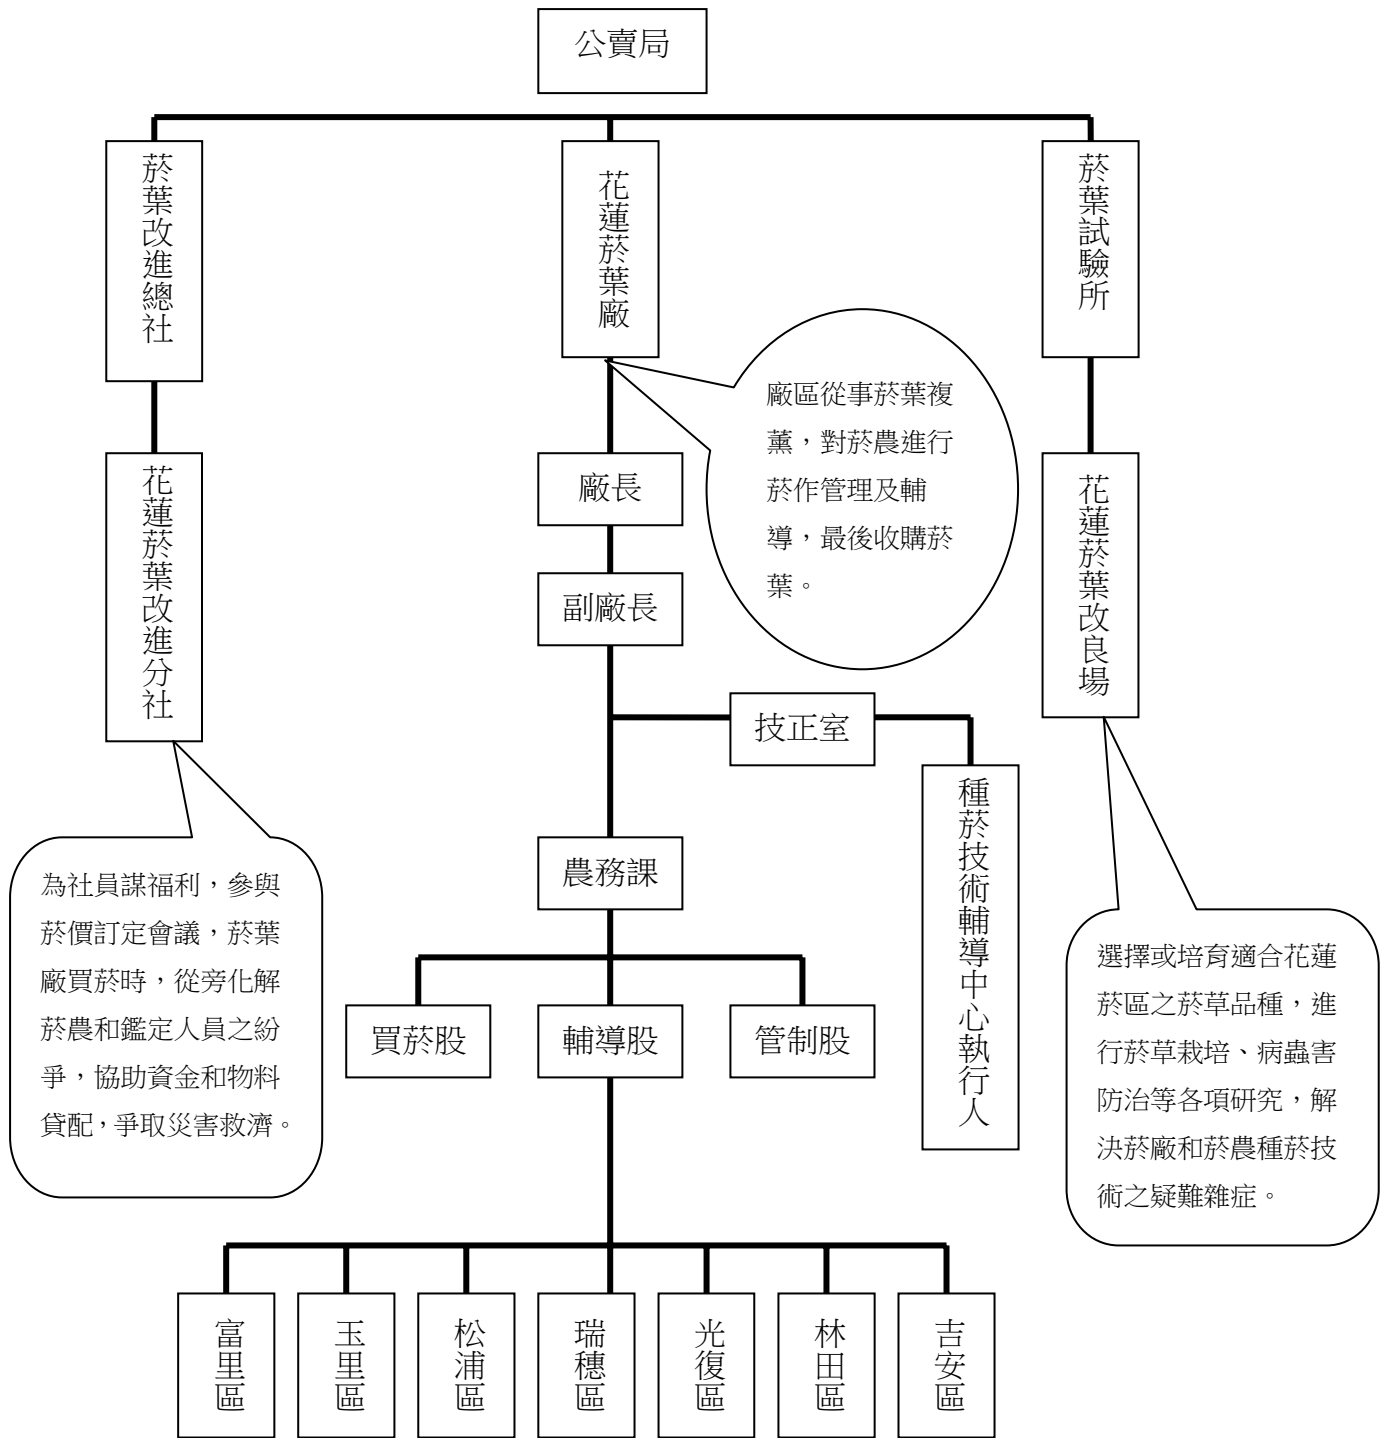 公賣局
菸葉改進總社
花蓮菸葉廠
菸葉試驗所
廠區從事菸葉複
薰，對菸農進行
菸作管理及輔
導，最後收購菸
葉。
廠長
花蓮菸葉改進分社
花蓮菸葉改良場
副廠長
技正室
種菸技術輔導中心執行人
農務課
為社員謀福利，參與
菸價訂定會議，菸葉
廠買菸時，從旁化解
菸農和鑑定人員之紛
爭，協助資金和物料
貸配，爭取災害救濟。
選擇或培育適合花蓮
菸區之菸草品種，進
行菸草栽培、病蟲害
防治等各項研究，解
決菸廠和菸農種菸技
術之疑難雜症。
買菸股
輔導股
管制股
富里區
玉里區
松浦區
瑞穗區
光復區
林田區
吉安區